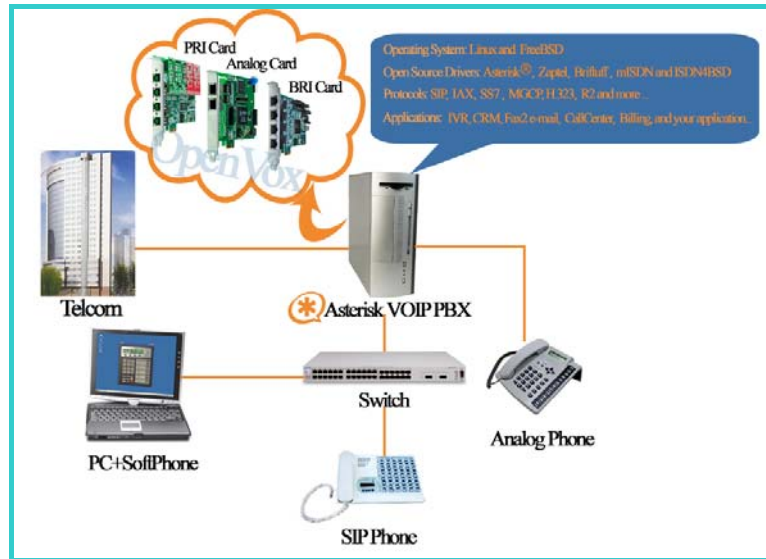 PRI Card
Analog Card
BRI Card
OpenVox
Operating System: Linux and FreeBSD
Open Source Drivers: Asterisk®, Zaptel, Brifluff, mISDN and ISDN4BSD
Protocols: SIP, IAX, SS7, MGCP, H.323, R2 and more...
Applications: IVR, CRM, Fax2 e-mail, CallCenter, Billing, and your application...
Telcom
Asterisk VOIP PBX
Switch
Analog Phone
PC+SoftPhone
SIP Phone